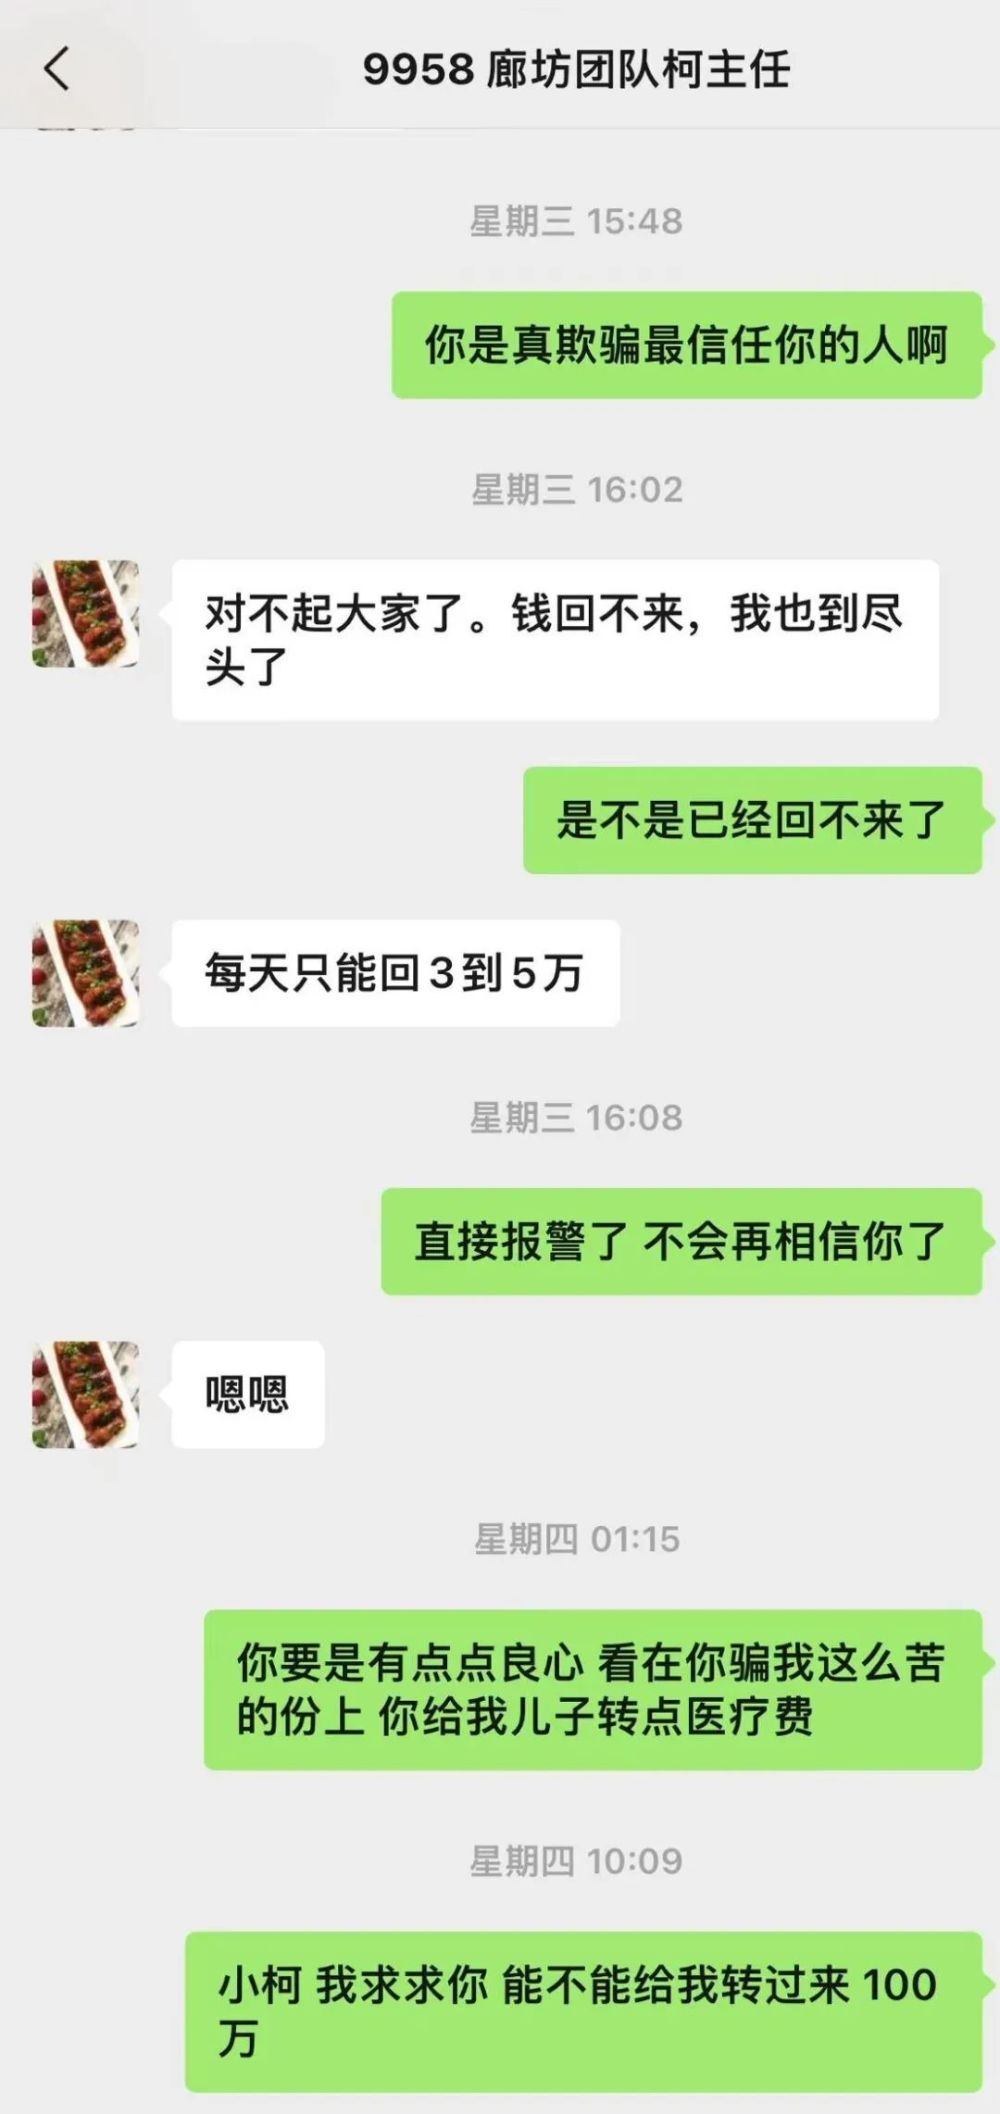 9958 廊坊团队柯主任
星期三 15:48
你是真欺骗最信任你的人啊
星期三 16:02
对不起大家了。钱回不来，我也到尽
头了
是不是已经回不来了
每天只能回3到5万
星期三 16:08
直接报警了 不会再相信你了
嗯嗯
星期四 01:15
你要是有点点良心 看在你骗我这么苦
的份上 你给我儿子转点医疗费
星期四 10:09
小柯 我求求你 能不能给我转过来 100
万